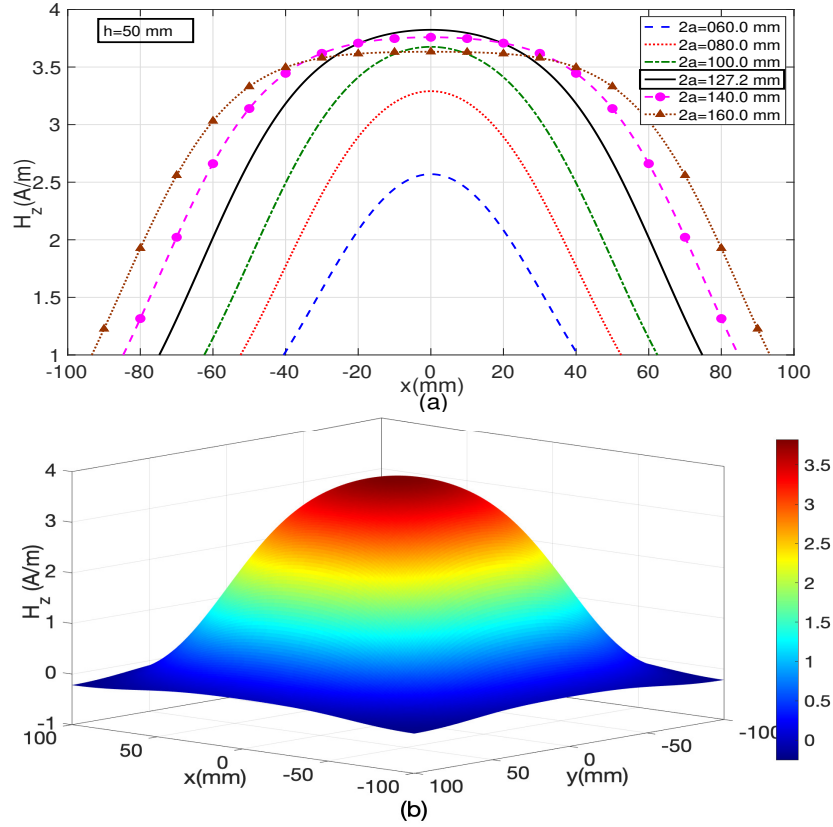 h=50 mm
2a=060.0 mm
2a=080.0 mm
2a=100.0 mm
2a=127.2 mm
2a=140.0 mm
2a=160.0 mm
4
3.5
3
2.5
2
1.5
1
H_z(A/m)
-100 -80 -60 -40 -20 0 20 40 60 80 100
x(mm)
(a)
4
3
2
1
0
-1
H_z (A/m)
100 50 0 -50 -100
x(mm)
100 50 0 -50 -100
y(mm)
3.5
3
2.5
2
1.5
1
0.5
0
(b)